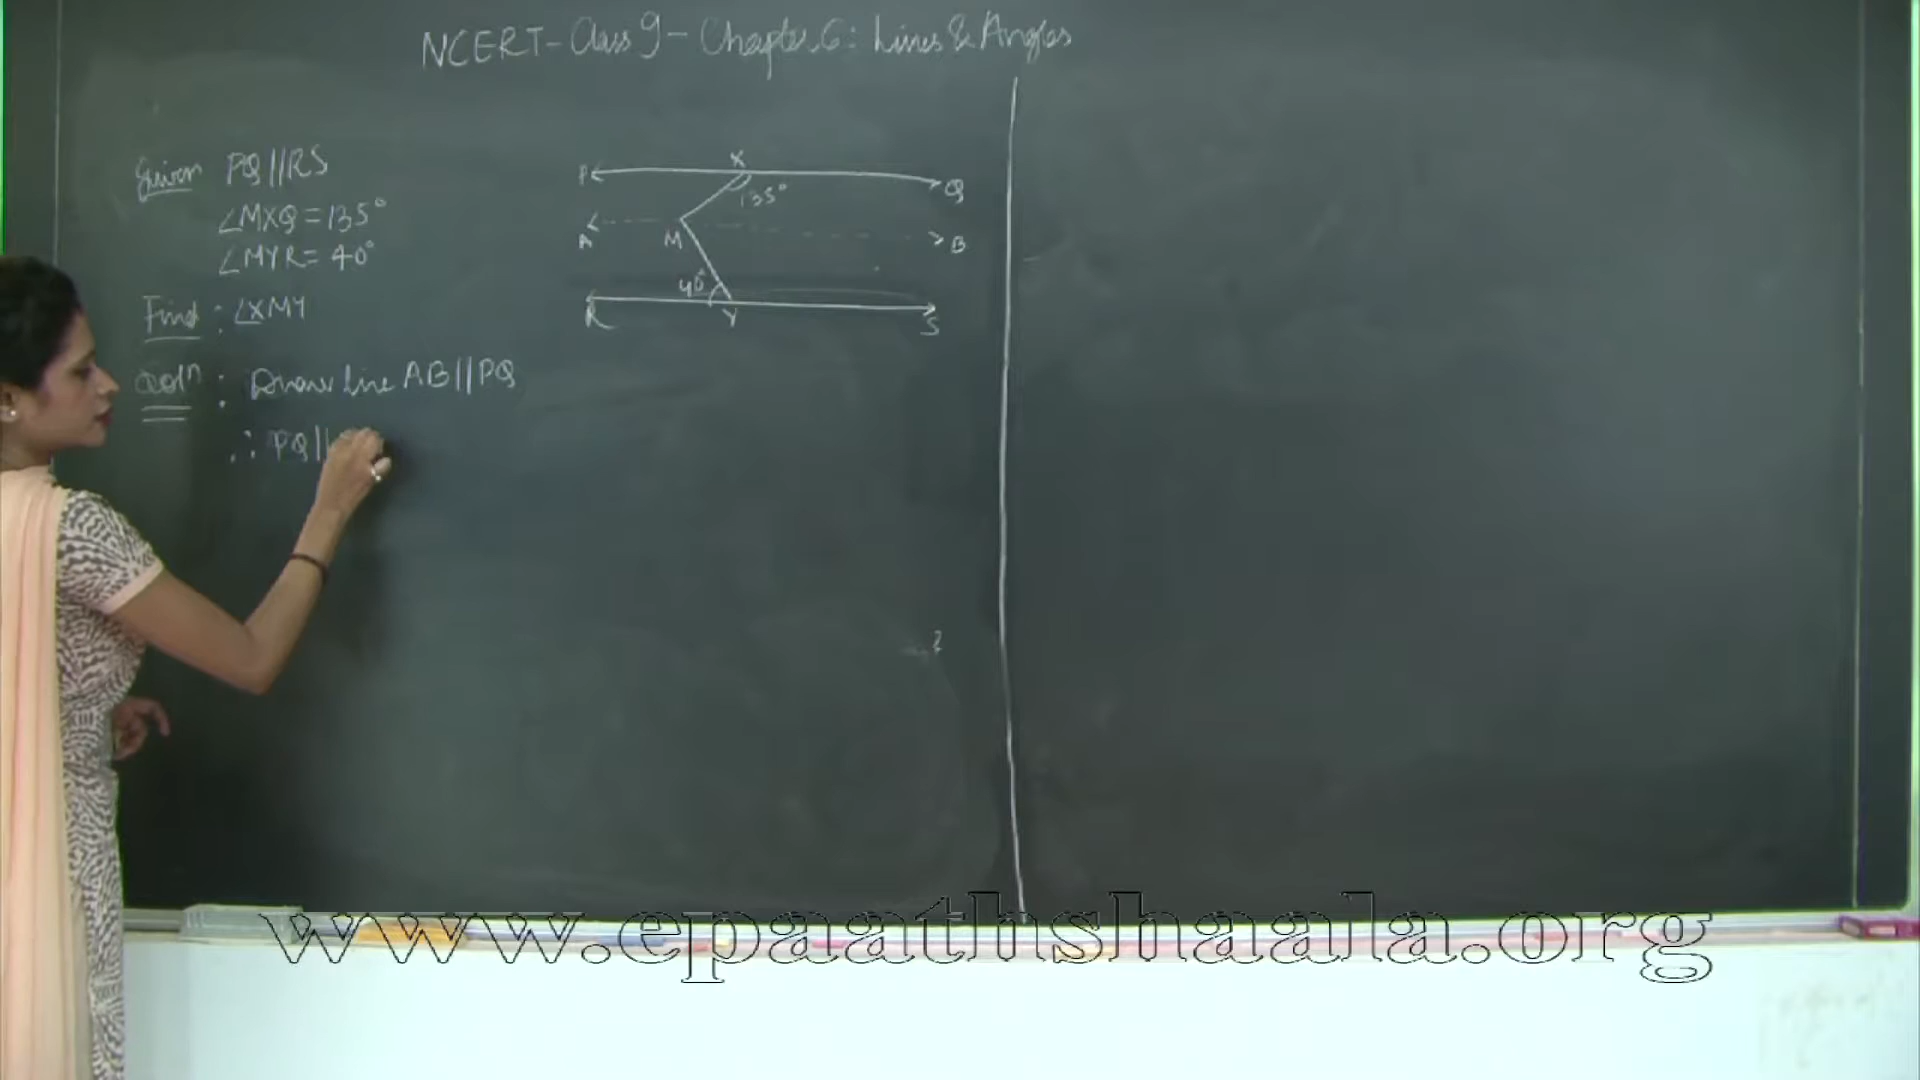 NCERT - Class 9 - Chapter 6: Lines & Angles
Given PQ||RS
∠MXQ = 135°
∠MYR = 40°
Find : ∠XMY
Soln : Draw line AB||PQ
∴ PQ||
X
P
Q
135°
A
M
B
40°
R
Y
S
www.epaathshaala.org